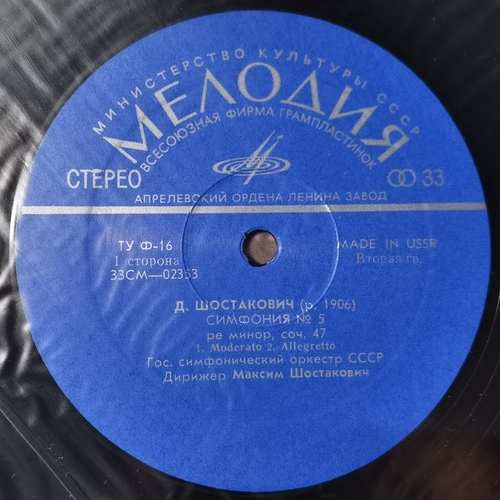 МИНИСТЕРСТВО КУЛЬТУРЫ СССР
МЕЛОДИЯ
ВСЕСОЮЗНАЯ ФИРМА ГРАМПЛАСТИНОК
СТЕРЕО 33
АПРЕЛЕВСКИЙ ОРДЕНА ЛЕНИНА ЗАВОД
ТУ Ф-16 MADE IN USSR
1 сторона Вторая гр.
33СМ—02353
Д. ШОСТАКОВИЧ (р. 1906)
СИМФОНИЯ № 5
ре минор, соч. 47
1. Moderato 2. Allegretto
Гос. симфонический оркестр СССР
Дирижер Максим Шостакович